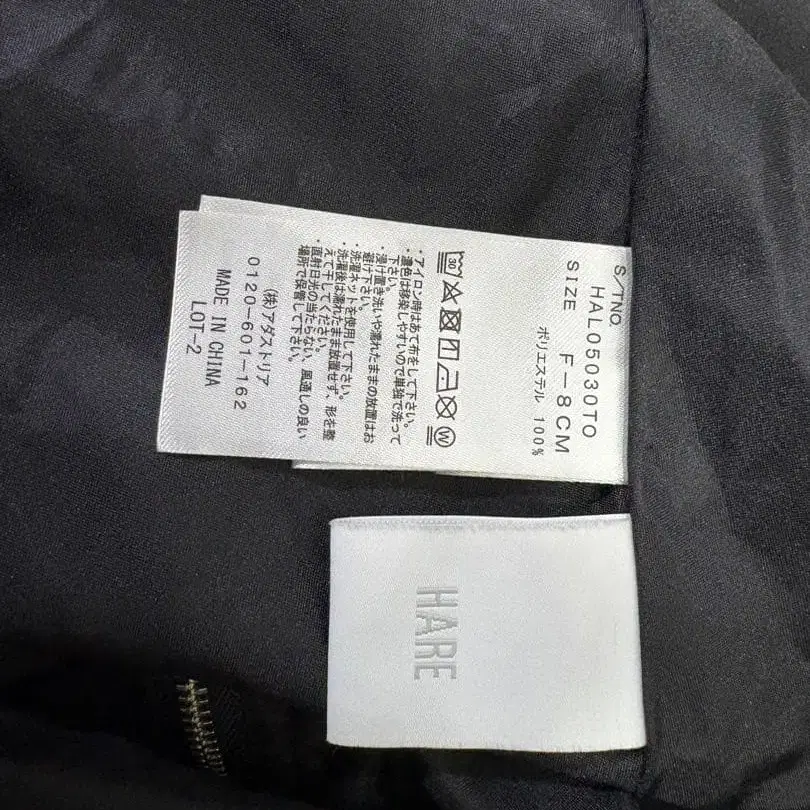 S/TNO.
HAL05030TO
SIZE F-8CM
ポリエステル 100%
30
W
・アイロン時はあて布をして下さい。
・濃色は移染しやすいので単独で洗って
下さい。
・浸け置き洗いや濡れたままの放置はお
避け下さい。
・洗濯ネットを使用して下さい。
・洗濯後は濡れたまま放置せず、形を整
えて干してください。
・直射日光の当たらない、風通しの良い
場所で保管して下さい。
(株)アダストリア
0120-601-162
MADE IN CHINA
LOT-2
HARE